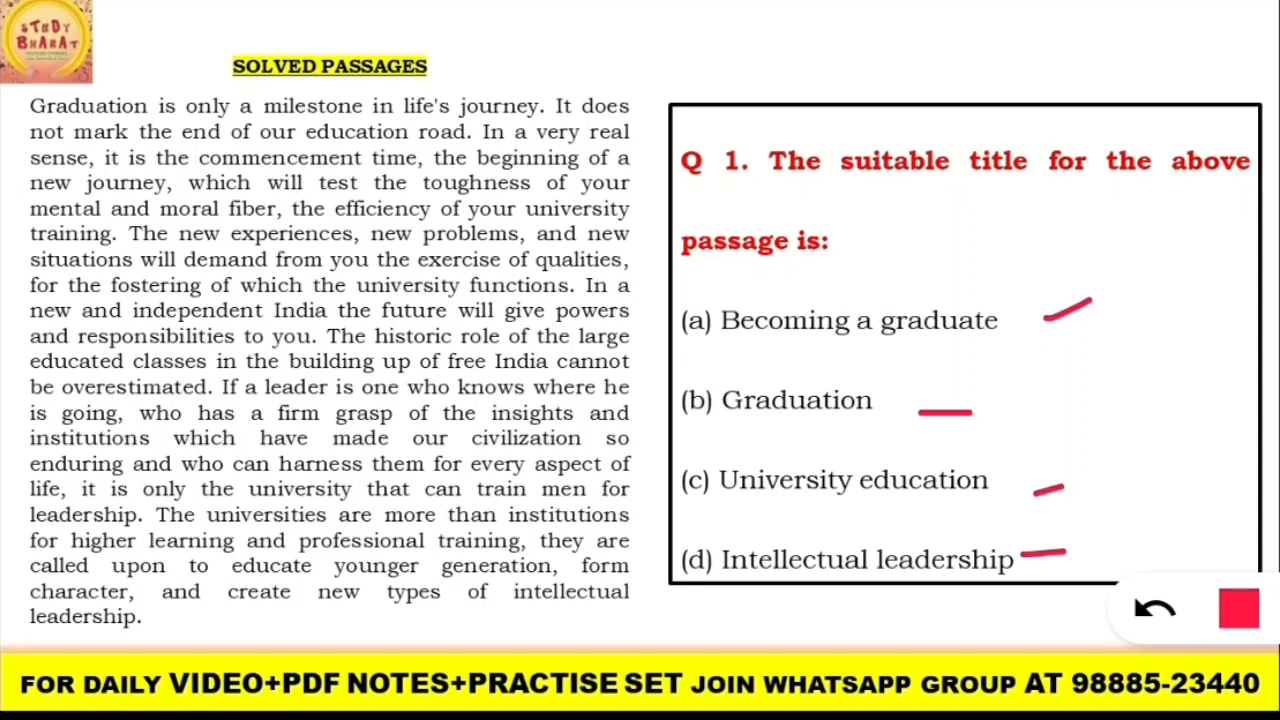 STUDY
BHARAT
SOLVED PASSAGES
Graduation is only a milestone in life's journey. It does
not mark the end of our education road. In a very real
sense, it is the commencement time, the beginning of a
new journey, which will test the toughness of your
mental and moral fiber, the efficiency of your university
training. The new experiences, new problems, and new
situations will demand from you the exercise of qualities,
for the fostering of which the university functions. In a
new and independent India the future will give powers
and responsibilities to you. The historic role of the large
educated classes in the building up of free India cannot
be overestimated. If a leader is one who knows where he
is going, who has a firm grasp of the insights and
institutions which have made our civilization so
enduring and who can harness them for every aspect of
life, it is only the university that can train men for
leadership. The universities are more than institutions
for higher learning and professional training, they are
called upon to educate younger generation, form
character, and create new types of intellectual
leadership.
Q 1. The suitable title for the above
passage is:
(a) Becoming a graduate
(b) Graduation
(c) University education
(d) Intellectual leadership
FOR DAILY VIDEO+PDF NOTES+PRACTISE SET JOIN WHATSAPP GROUP AT 98885-23440